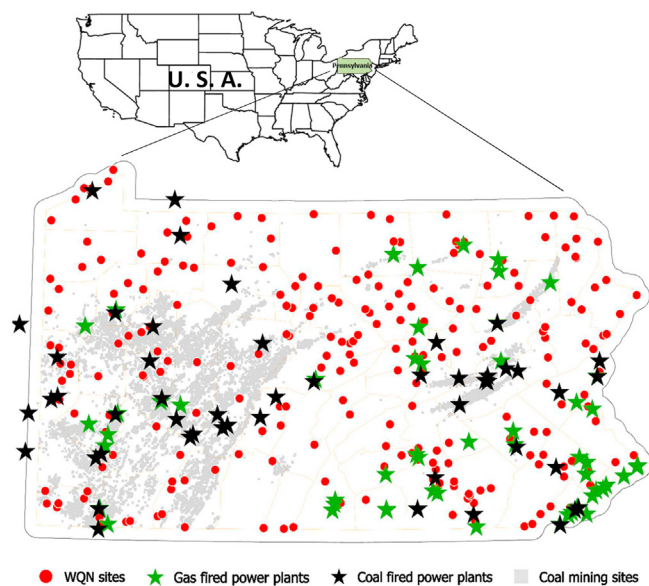 Pennsylvania
U. S. A.
WQN sites Gas fired power plants Coal fired power plants Coal mining sites